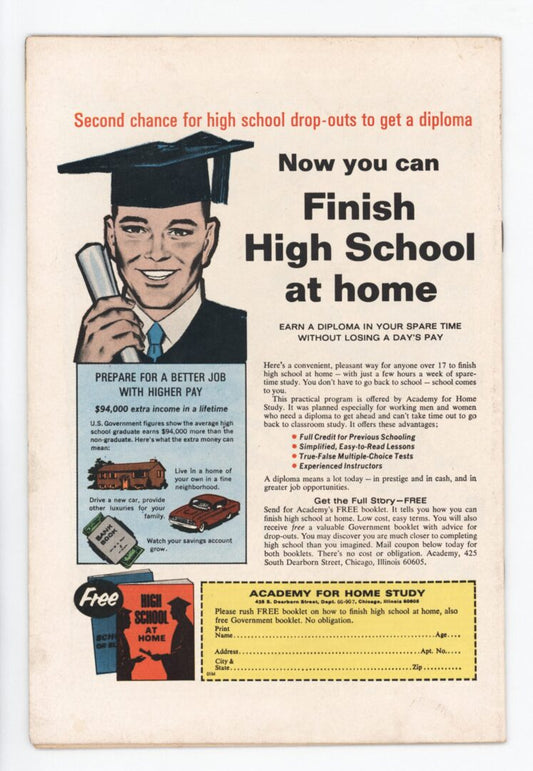 Second chance for high school drop-outs to get a diploma
Now you can
Finish
High School
at home
EARN A DIPLOMA IN YOUR SPARE TIME
WITHOUT LOSING A DAY'S PAY
PREPARE FOR A BETTER JOB
WITH HIGHER PAY
$94,000 extra income in a lifetime
U.S. Government figures show the average high
school graduate earns $94,000 more than the
non-graduate. Here's what the extra money can
mean:
Live in a home of
your own in a fine
neighborhood.
Drive a new car, provide
other luxuries for your
family.
BANK
BOOK
Watch your savings account
grow.
Here's a convenient, pleasant way for anyone over 17 to finish
high school at home – with just a few hours a week of spare-
time study. You don't have to go back to school – school comes
to you.
This practical program is offered by Academy for Home
Study. It was planned especially for working men and women
who need a diploma to get ahead and can't take time out to go
back to classroom study. It offers these advantages;
• Full Credit for Previous Schooling
• Simplified, Easy-to-Read Lessons
• True-False Multiple-Choice Tests
• Experienced Instructors
A diploma means a lot today – in prestige and in cash, and in
greater job opportunities.
Get the Full Story–FREE
Send for Academy's FREE booklet. It tells you how you can
finish high school at home. Low cost, easy terms. You will also
receive free a valuable Government booklet with advice for
drop-outs. You may discover you are much closer to completing
high school than you imagined. Mail coupon below today for
both booklets. There's no cost or obligation. Academy, 425
South Dearborn Street, Chicago, Illinois 60605.
Free
HIGH
SCHOOL
AT
HOME
ACADEMY FOR HOME STUDY
435 S. Dearborn Street, Dept. Chicago, Illinois 60605
Please rush FREE booklet on how to finish high school at home, also
free Government booklet. No obligation.
Print
Name Age
Address Apt. No.
City &
State Zip